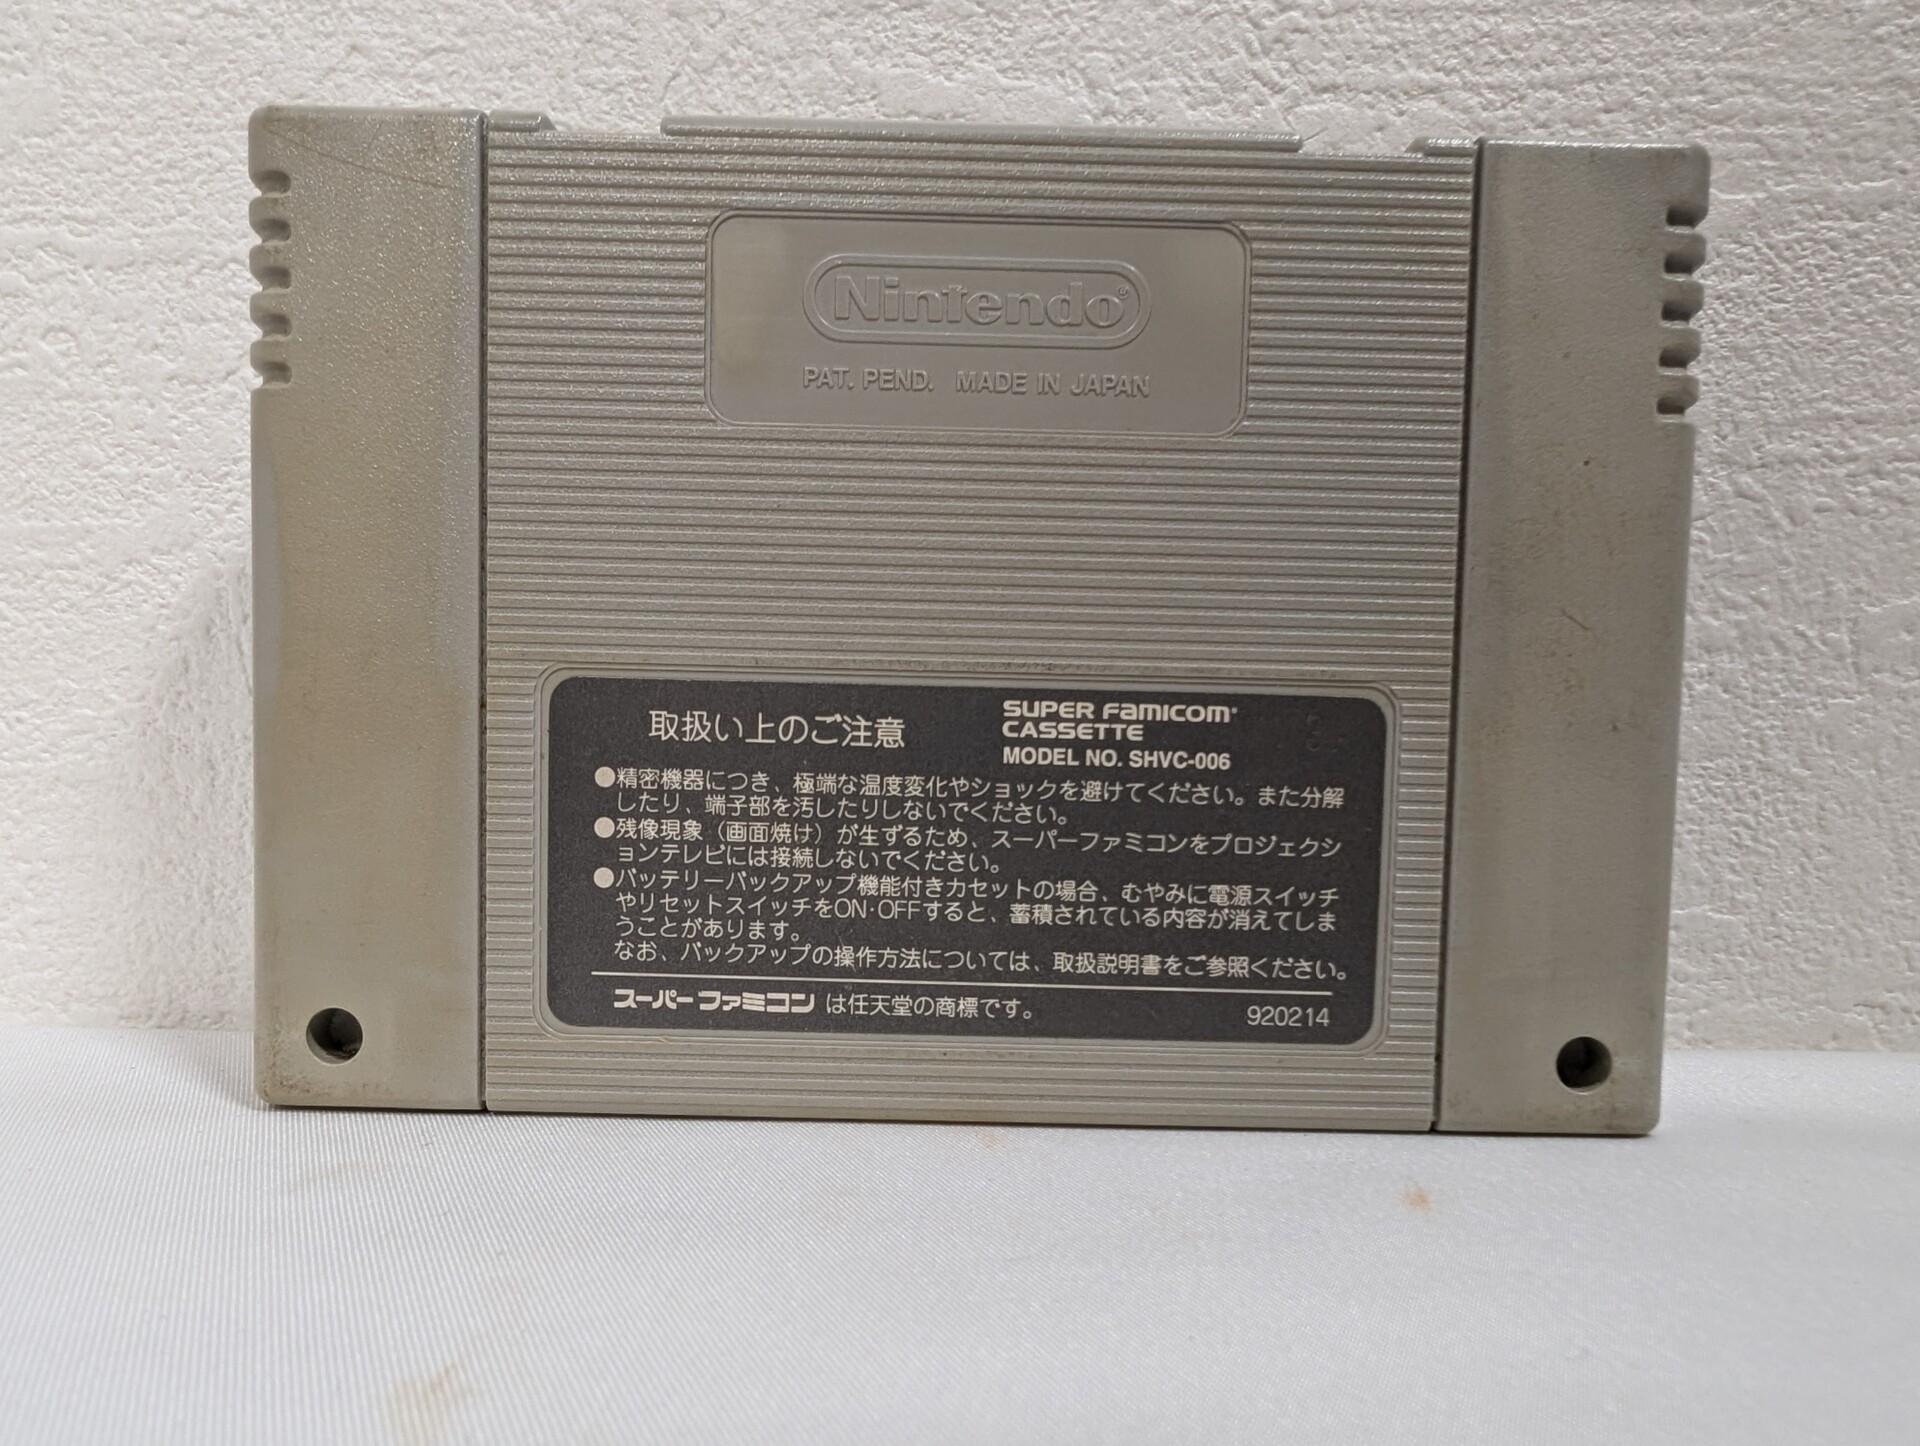 Nintendo®
PAT. PEND. MADE IN JAPAN
取扱い上のご注意
SUPER FAMICOM
CASSETTE
MODEL NO. SHVC-006
●精密機器につき、極端な温度変化やショックを避けてください。また分解
したり、端子部を汚したりしないでください。
●残像現象（画面焼け）が生ずるため、スーパーファミコンをプロジェクシ
ョンテレビには接続しないでください。
●バッテリーバックアップ機能付きカセットの場合、むやみに電源スイッチ
やリセットスイッチをON・OFFすると、蓄積されている内容が消えてしま
うことがあります。
なお、バックアップの操作方法については、取扱説明書をご参照ください。
スーパーファミコン は任天堂の商標です。
920214